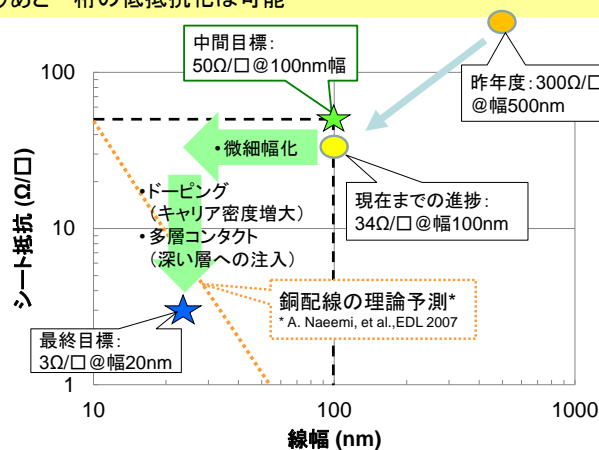 あと一桁の低抵抗化は可能
中間目標:
50Ω/□@100nm幅
昨年度:300Ω/□
@幅500nm
・微細幅化
現在までの進捗:
34Ω/□@幅100nm
・ドーピング
(キャリア密度増大)
・多層コンタクト
(深い層への注入)
銅配線の理論予測*
* A. Naeemi, et al.,EDL 2007
最終目標:
3Ω/□@幅20nm
シート抵抗 (Ω/□)
100
10
1
10
100
1000
線幅 (nm)